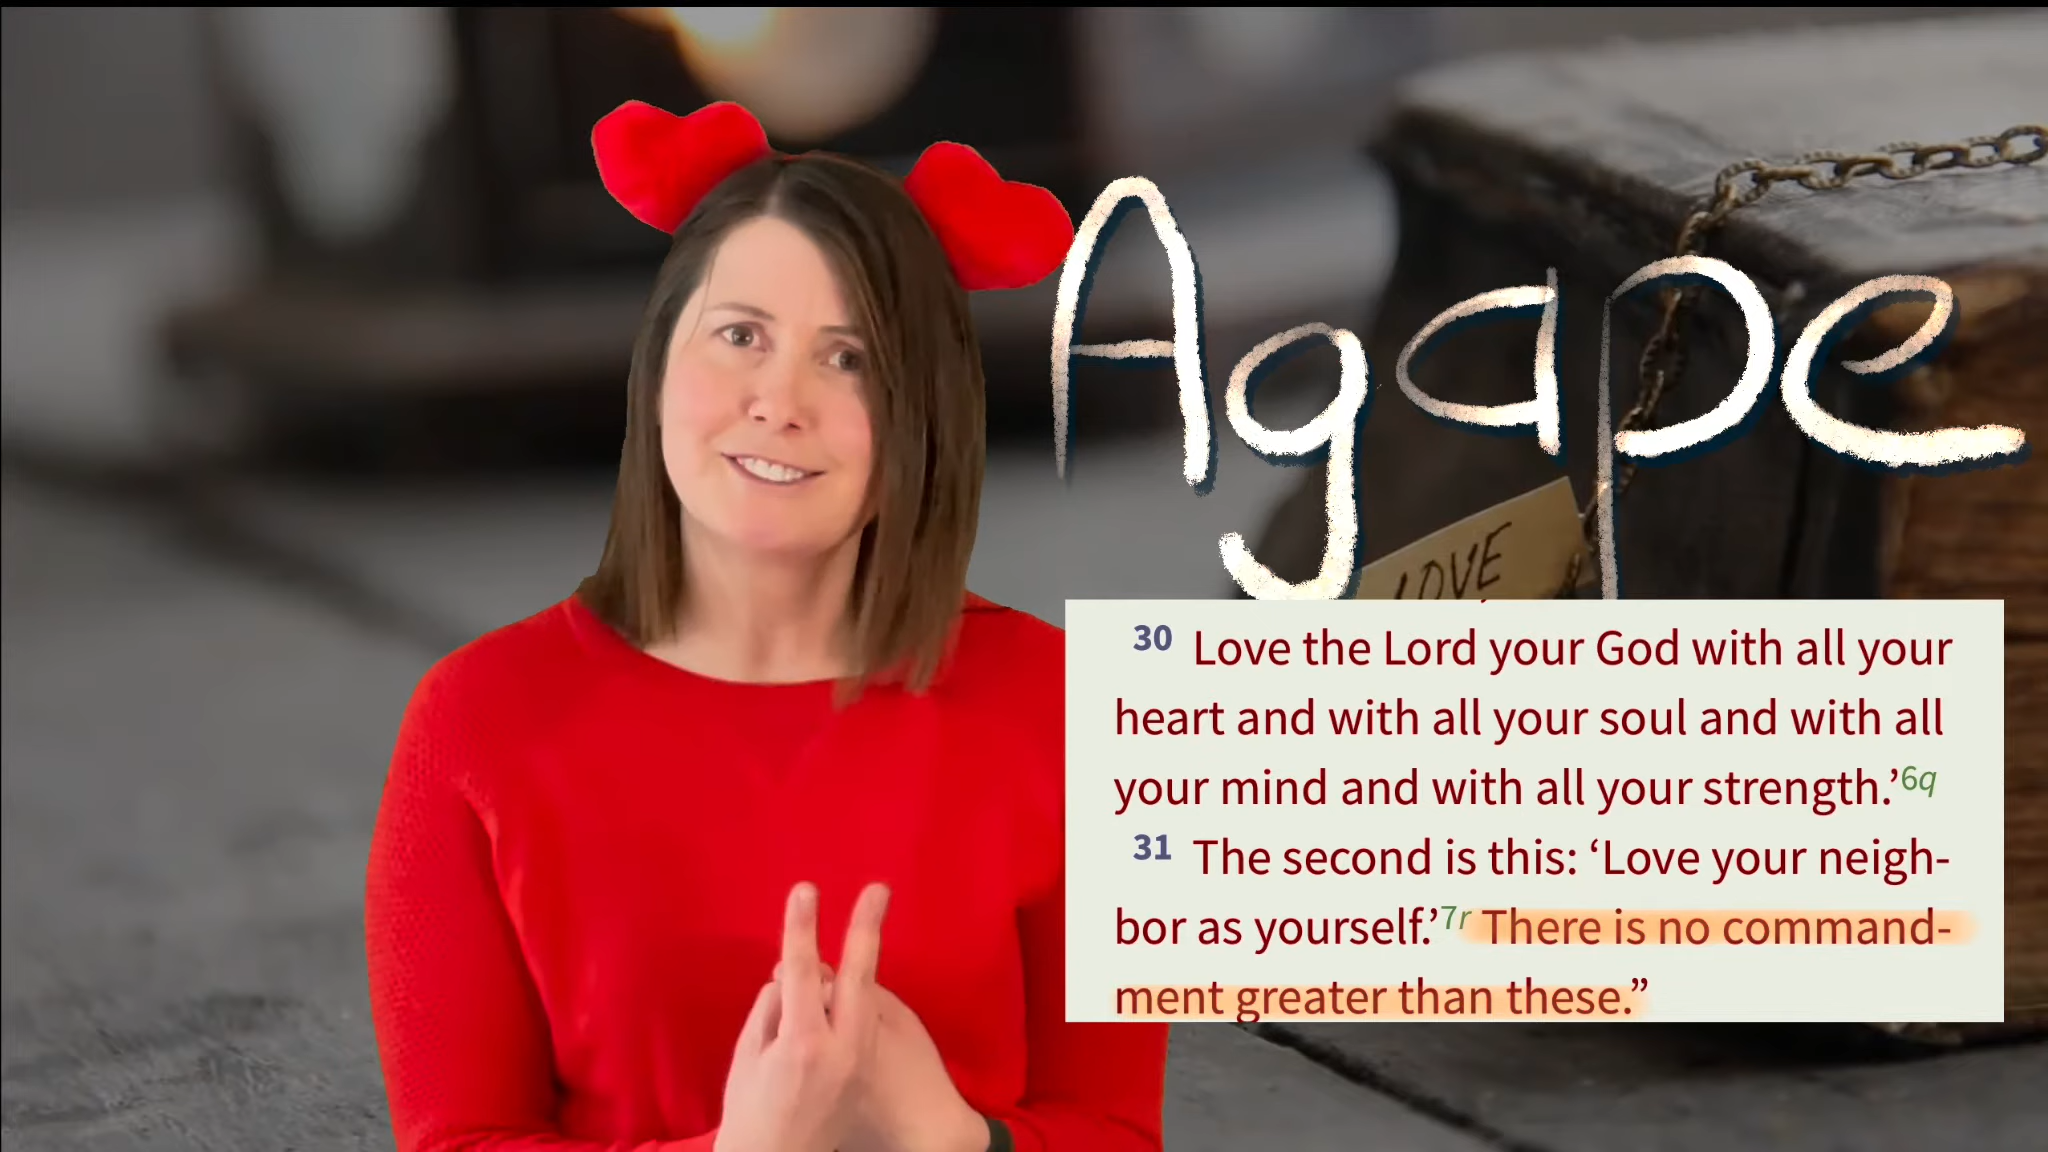 Agape
LOVE
30 Love the Lord your God with all your
heart and with all your soul and with all
your mind and with all your strength.’6q
31 The second is this: ‘Love your neigh-
bor as yourself.’7r There is no command-
ment greater than these.”